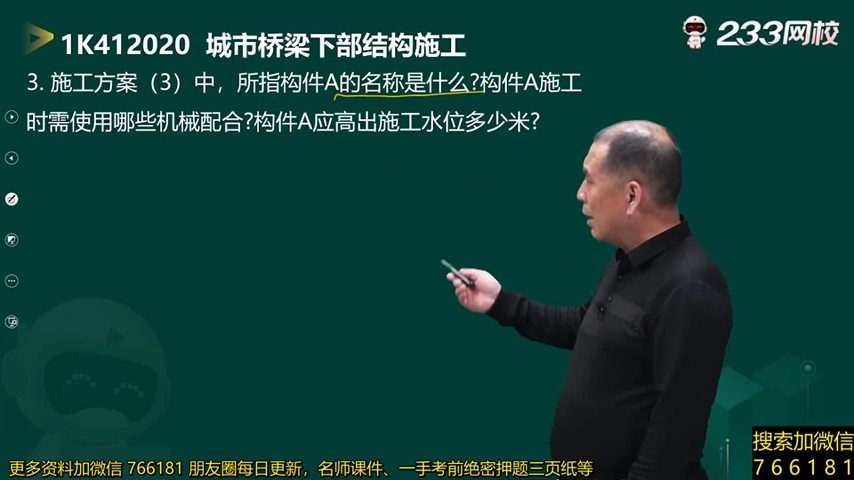 1K412020 城市桥梁下部结构施工
233网校
3. 施工方案（3）中，所指构件A的名称是什么?构件A施工
时需使用哪些机械配合?构件A应高出施工水位多少米?
搜索加微信
766181
更多资料加微信 766181 朋友圈每日更新，名师课件、一手考前绝密押题三页纸等